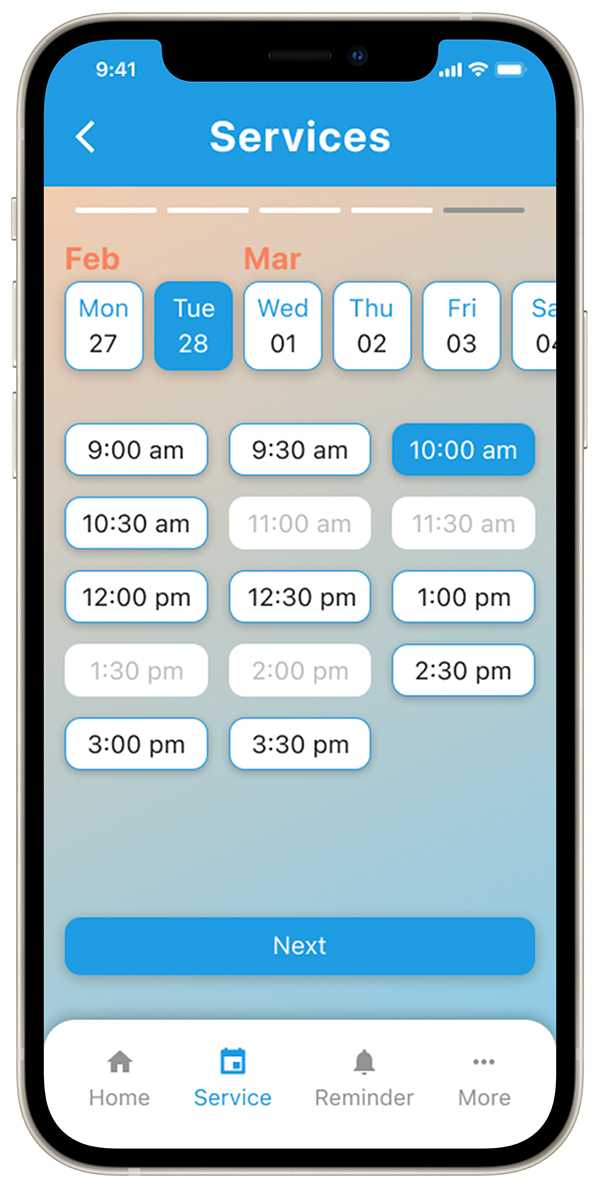 9:41
Services
Feb Mar
Mon Tue Wed Thu Fri Sa
27 28 01 02 03 04
9:00 am 9:30 am 10:00 am
10:30 am 11:00 am 11:30 am
12:00 pm 12:30 pm 1:00 pm
1:30 pm 2:00 pm 2:30 pm
3:00 pm 3:30 pm
Next
Home Service Reminder More